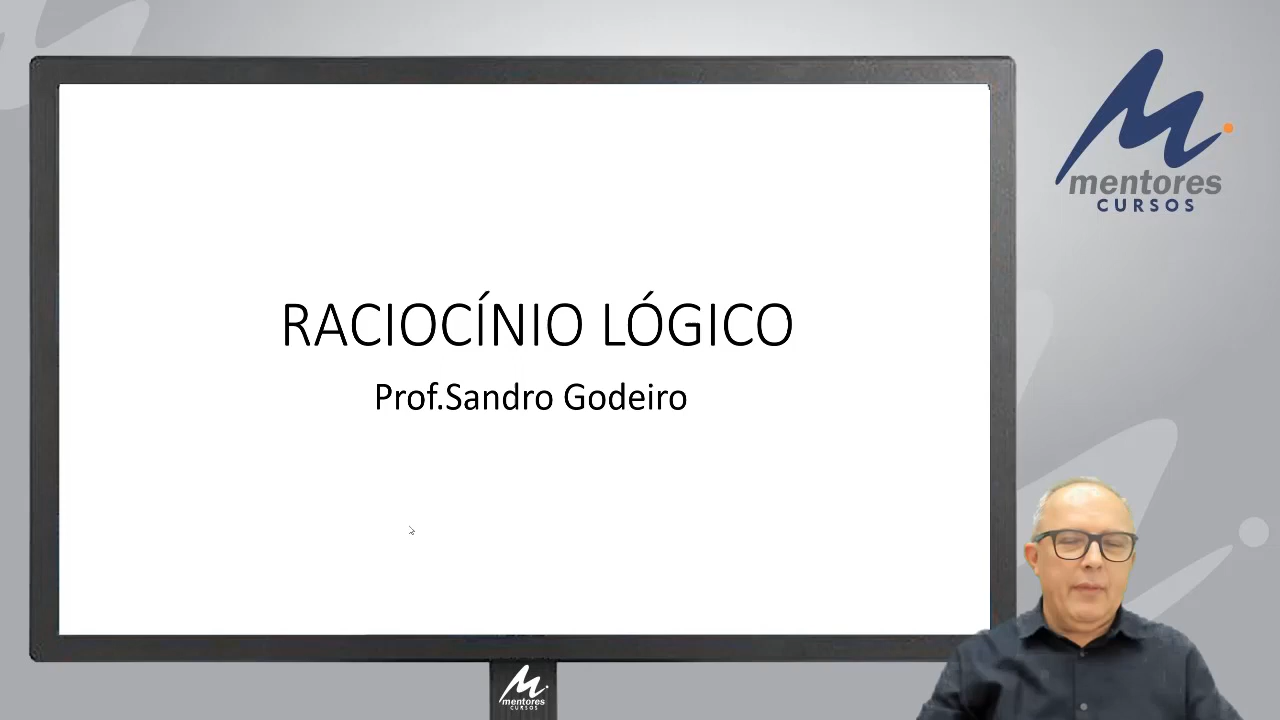 RACIOCÍNIO LÓGICO
Prof.Sandro Godeiro
mentores
CURSOS
mentores
CURSOS